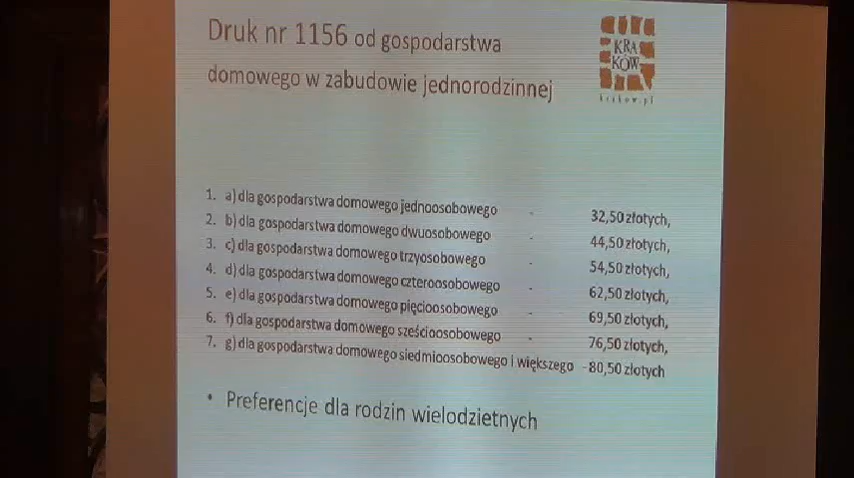 Druk nr 1156 od gospodarstwa
domowego w zabudowie jednorodzinnej
KRA
KÓW
krakow.pl
1. a) dla gospodarstwa domowego jednoosobowego - 32,50 złotych,
2. b) dla gospodarstwa domowego dwuosobowego - 44,50 złotych,
3. c) dla gospodarstwa domowego trzyosobowego - 54,50 złotych,
4. d) dla gospodarstwa domowego czteroosobowego - 62,50 złotych,
5. e) dla gospodarstwa domowego pięcioosobowego - 69,50 złotych,
6. f) dla gospodarstwa domowego sześcioosobowego - 76,50 złotych,
7. g) dla gospodarstwa domowego siedmioosobowego i większego - 80,50 złotych
• Preferencje dla rodzin wielodzietnych